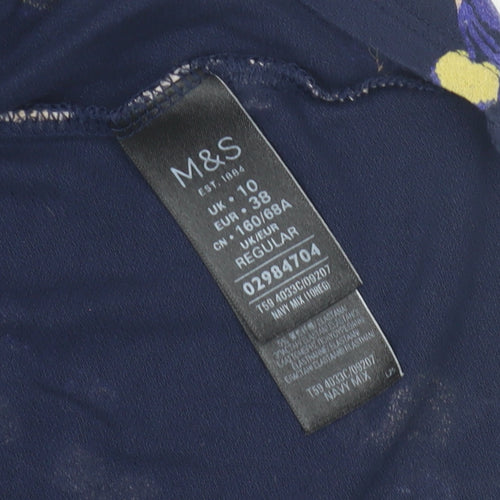 M&S
EST. 1884
UK • 10
EUR • 38
CN • 160/68A
UK/EUR
REGULAR
02984704
T59 4033C/09207
NAVY MIX (10REG)
T59 4033C/09207
NAVY MIX